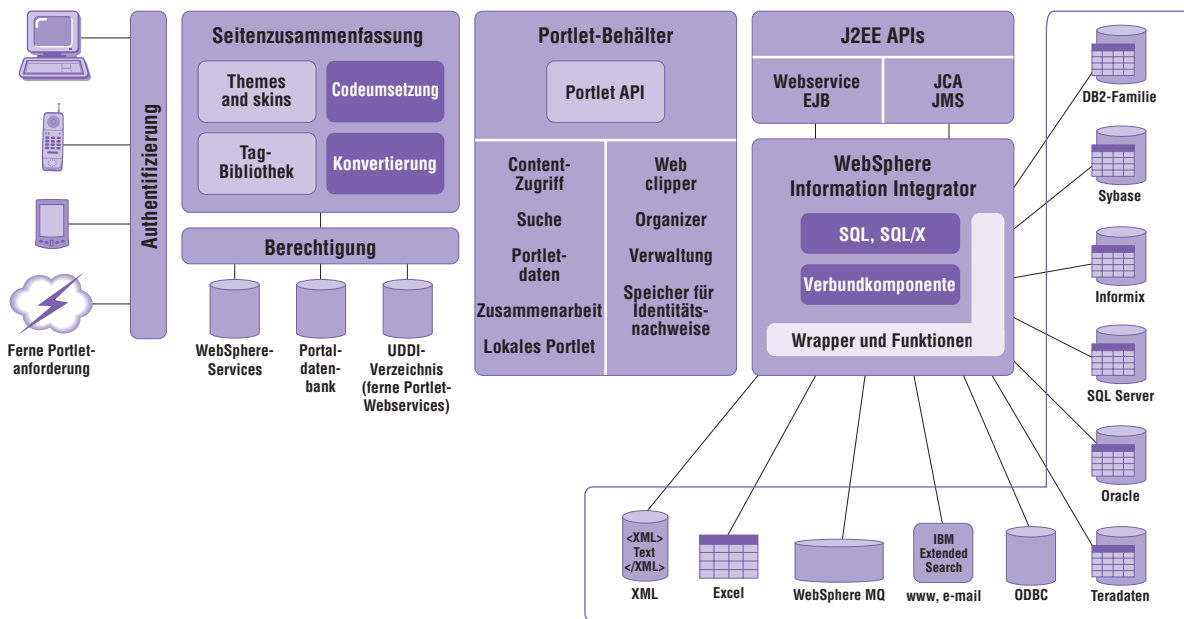 Ferne Portlet-
anforderung
Authentifizierung
Seitenzusammenfassung
Themes
and skins
Codeumsetzung
Tag-
Bibliothek
Konvertierung
Berechtigung
WebSphere-
Services
Portal-
daten-
bank
UDDI-
Verzeichnis
(ferne Portlet-
Webservices)
Portlet-Behälter
Portlet API
Content-
Zugriff
Suche
Portlet-
daten
Zusammenarbeit
Lokales Portlet
Web
clipper
Organizer
Verwaltung
Speicher für
Identitäts-
nachweise
J2EE APIs
Webservice
EJB
JCA
JMS
WebSphere
Information Integrator
SQL, SQL/X
Verbundkomponente
Wrapper und Funktionen
DB2-Familie
Sybase
Informix
SQL Server
Oracle
Teradaten
<XML>
Text
</XML>
XML
Excel
WebSphere MQ
IBM
Extended
Search
www, e-mail
ODBC